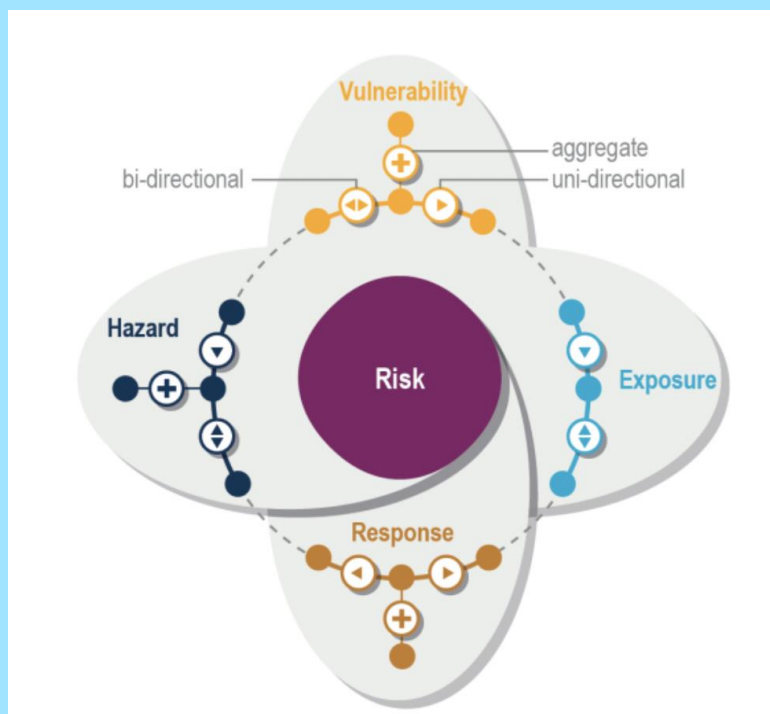 Vulnerability
aggregate
bi-directional
uni-directional
Hazard
Risk
Exposure
Response